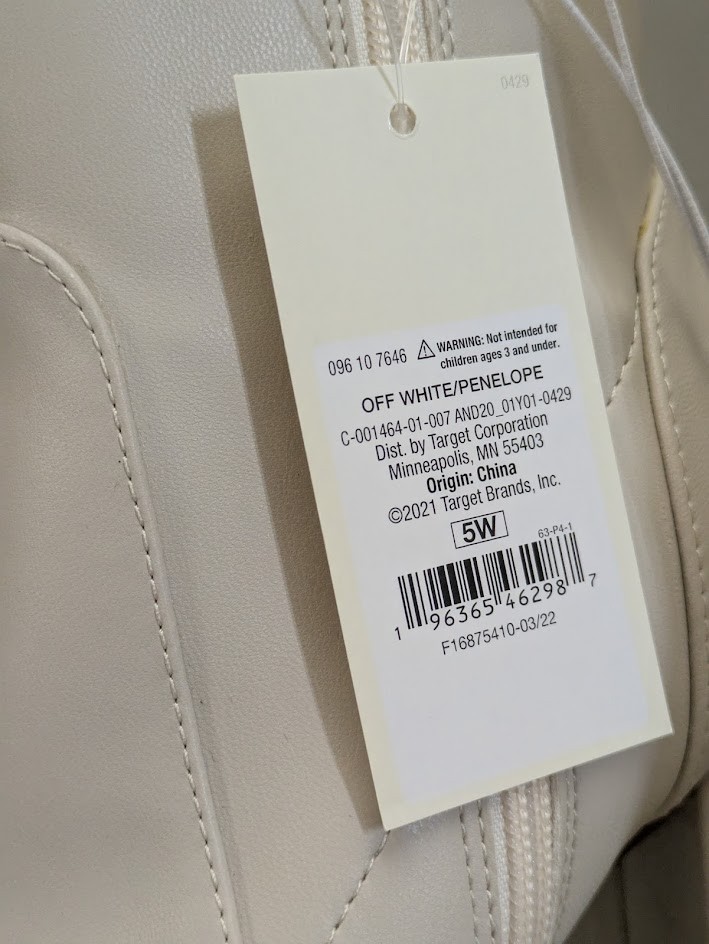 0429
096 10 7646
⚠ WARNING: Not intended for
children ages 3 and under.
OFF WHITE/PENELOPE
C-001464-01-007 AND20_01Y01-0429
Dist. by Target Corporation
Minneapolis, MN 55403
Origin: China
©2021 Target Brands, Inc.
5W
63-P4-1
1 96365 46298 7
F16875410-03/22